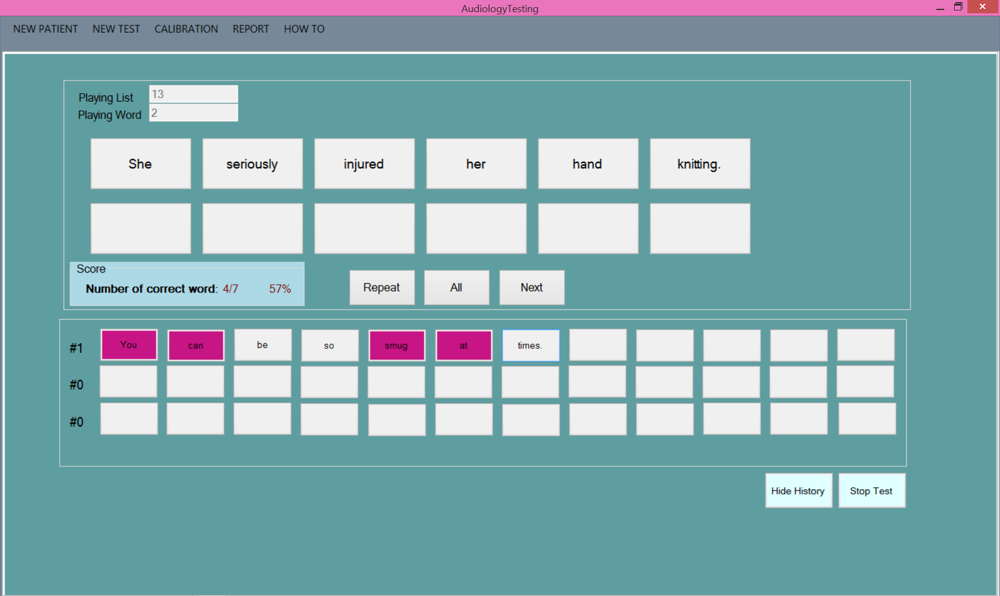 AudiologyTesting
NEW PATIENT NEW TEST CALIBRATION REPORT HOW TO
Playing List 13
Playing Word 2
She seriously injured her hand knitting.
Score
Number of correct word: 4/7 57%
Repeat All Next
#1 You can be so smug at times.
#0
#0
Hide History Stop Test